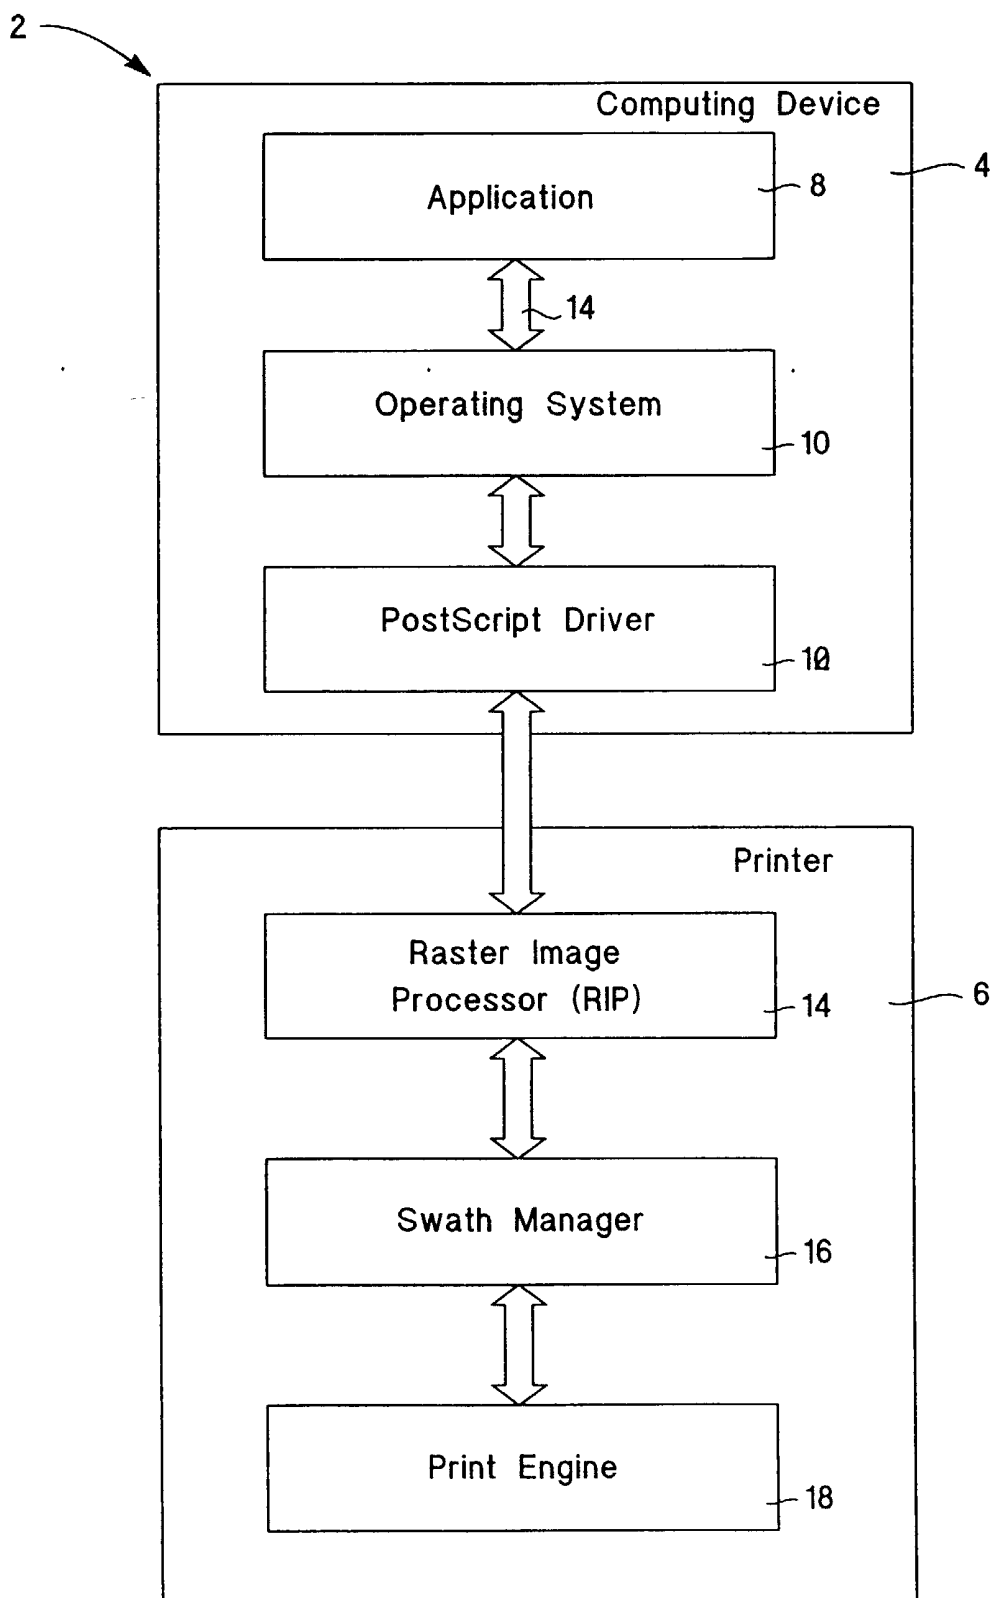 2
Computing Device
4
Application
8
14
Operating System
10
PostScript Driver
Printer
Raster Image
Processor (RIP)
14
6
Swath Manager
16
Print Engine
18